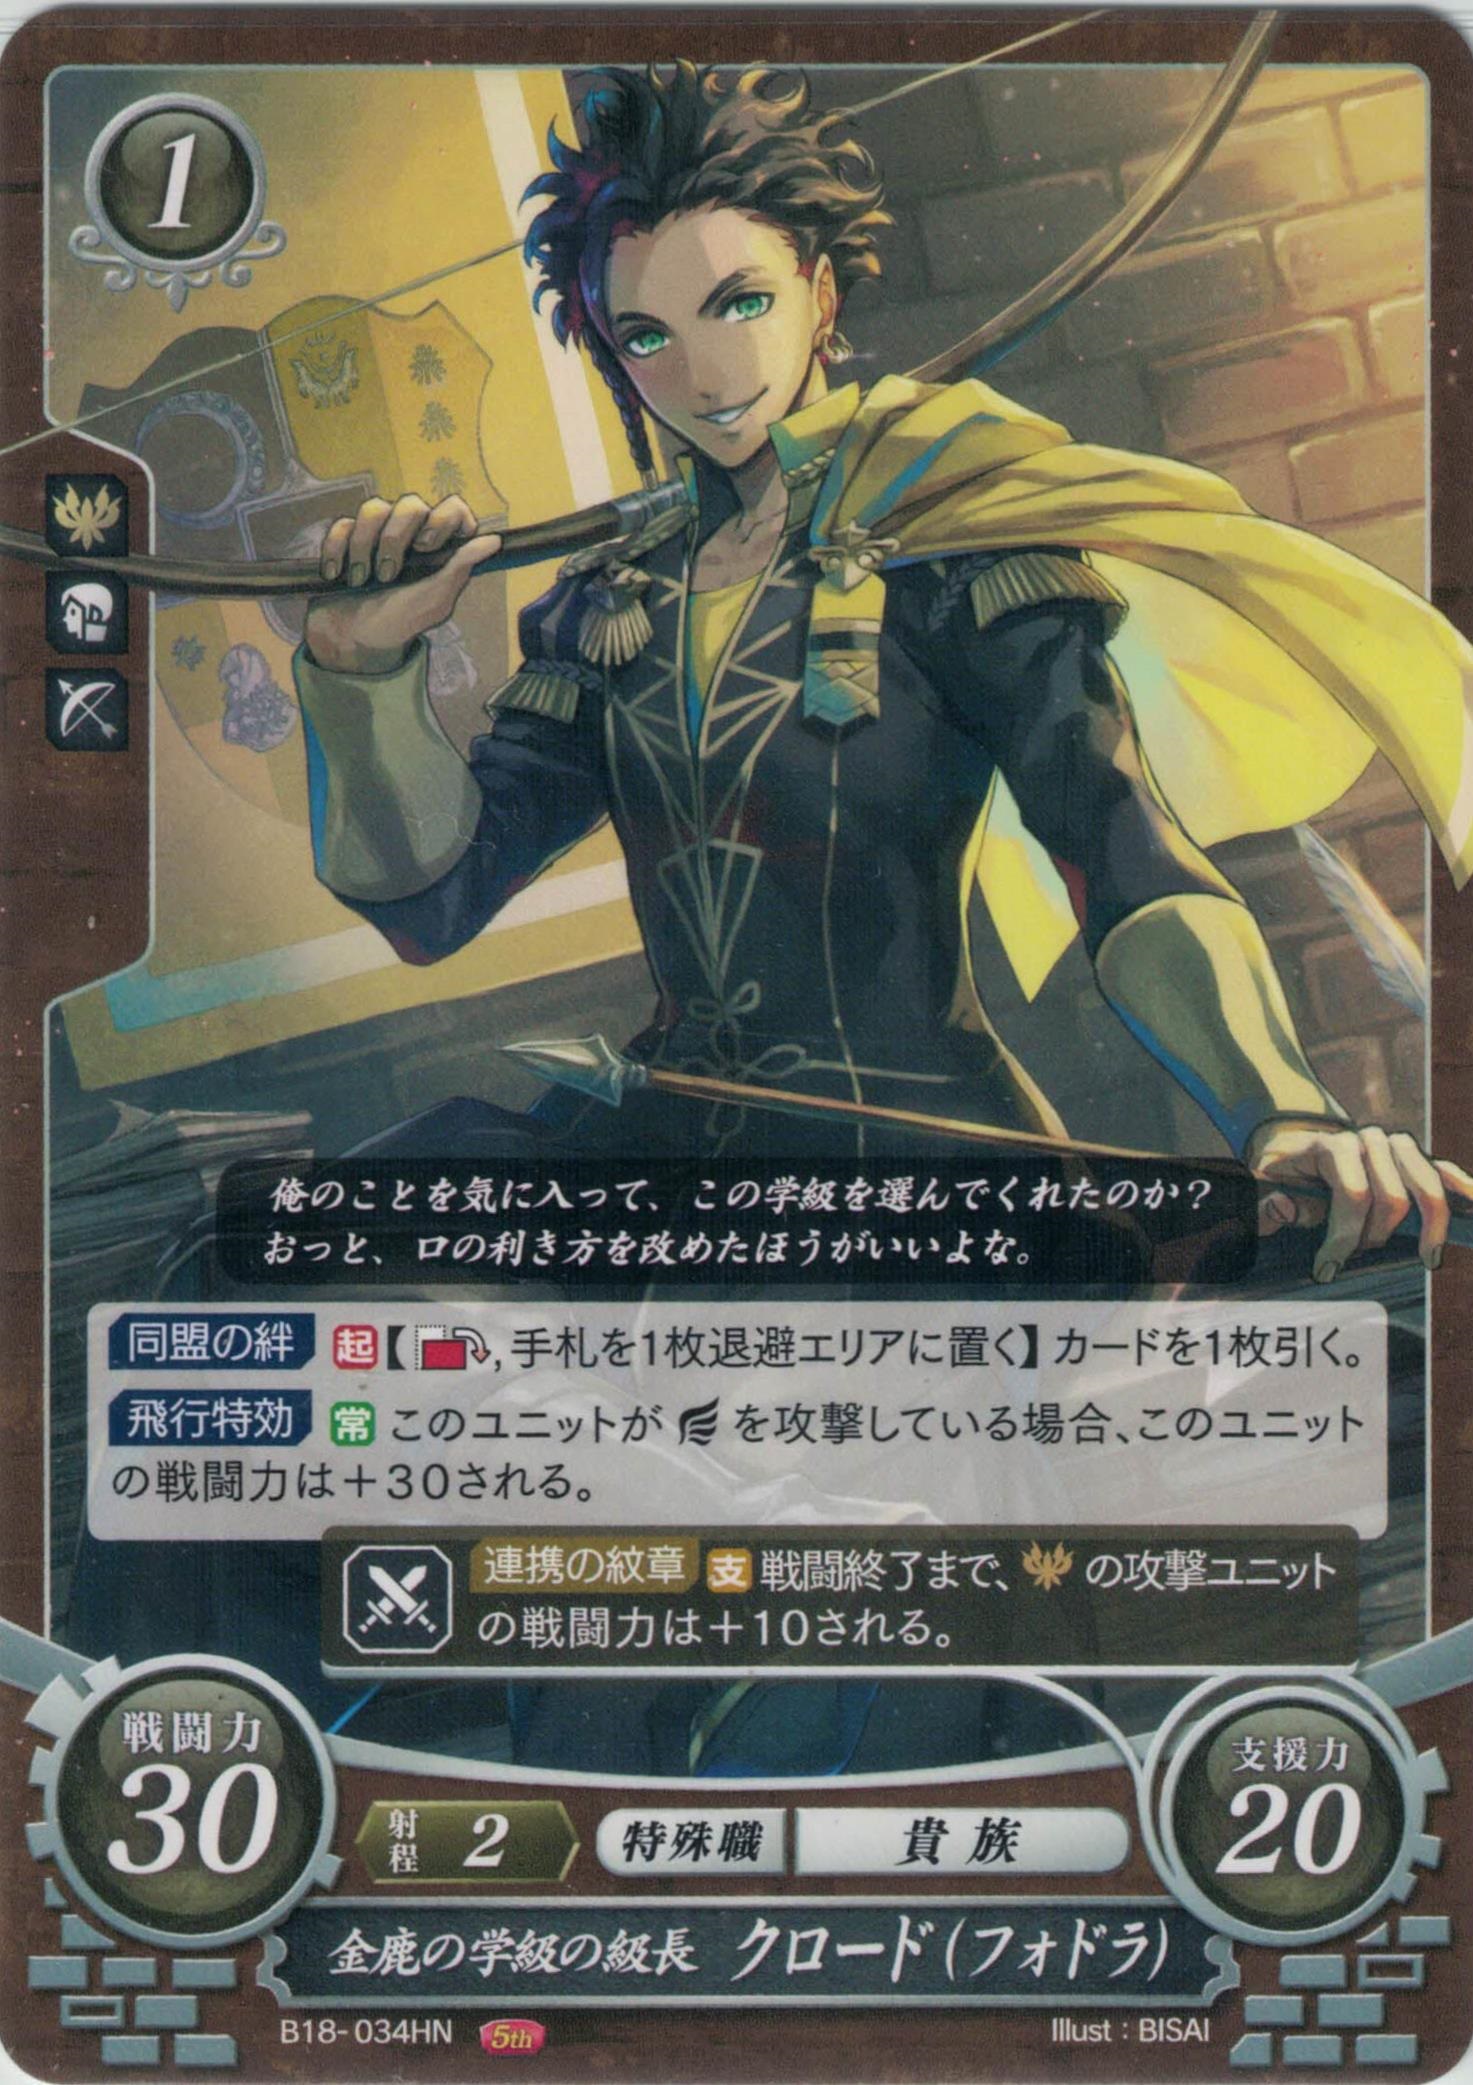 1
俺のことを気に入って、この学級を選んでくれたのか?
おっと、口の利き方を改めたほうがいいよな。
同盟の絆 起【 , 手札を1枚退避エリアに置く】カードを1枚引く。
飛行特効 常 このユニットが を攻撃している場合、このユニット
の戦闘力は+30される。
連携の紋章 支 戦闘終了まで、 の攻撃ユニット
の戦闘力は+10される。
戦闘力
30
射程 2
特殊職 貴族
支援力
20
金鹿の学級の級長 クロード(フォドラ)
B18-034HN 5th
Illust:BISAI